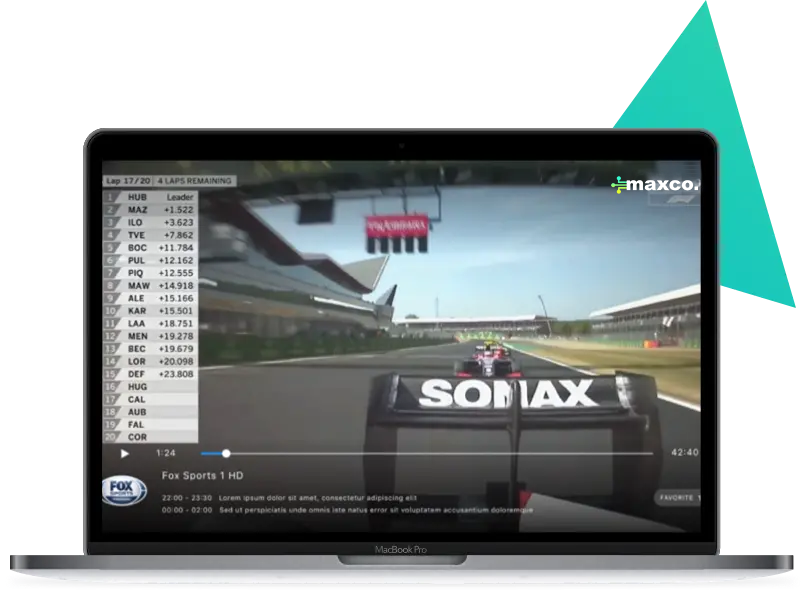 Lap 17/20 4 LAPS REMAINING
maxco.
1 HUB Leader
2 MAZ +1.522
3 ILO +3.623
4 TVE +7.862
5 BOC +11.784
6 PUL +12.162
7 PIQ +12.555
8 MAW +14.918
9 ALE +15.166
10 KAR +15.501
11 LAA +18.751
12 MEN +19.278
13 BEC +19.679
14 LOR +20.098
15 DEF +23.808
16 HUG
17 CAL
18 AUB
19 FAL
20 COR
SOMAX
1:24
42:40
FOX
SPORTS
Fox Sports 1 HD
22:00 - 23:30 Lorem ipsum dolor sit amet, consectetur adipiscing elit
00:00 - 02:00 Sed ut perspiciatis unde omnis iste natus error sit voluptatem accusantium doloremque
FAVORITE
MacBook Pro